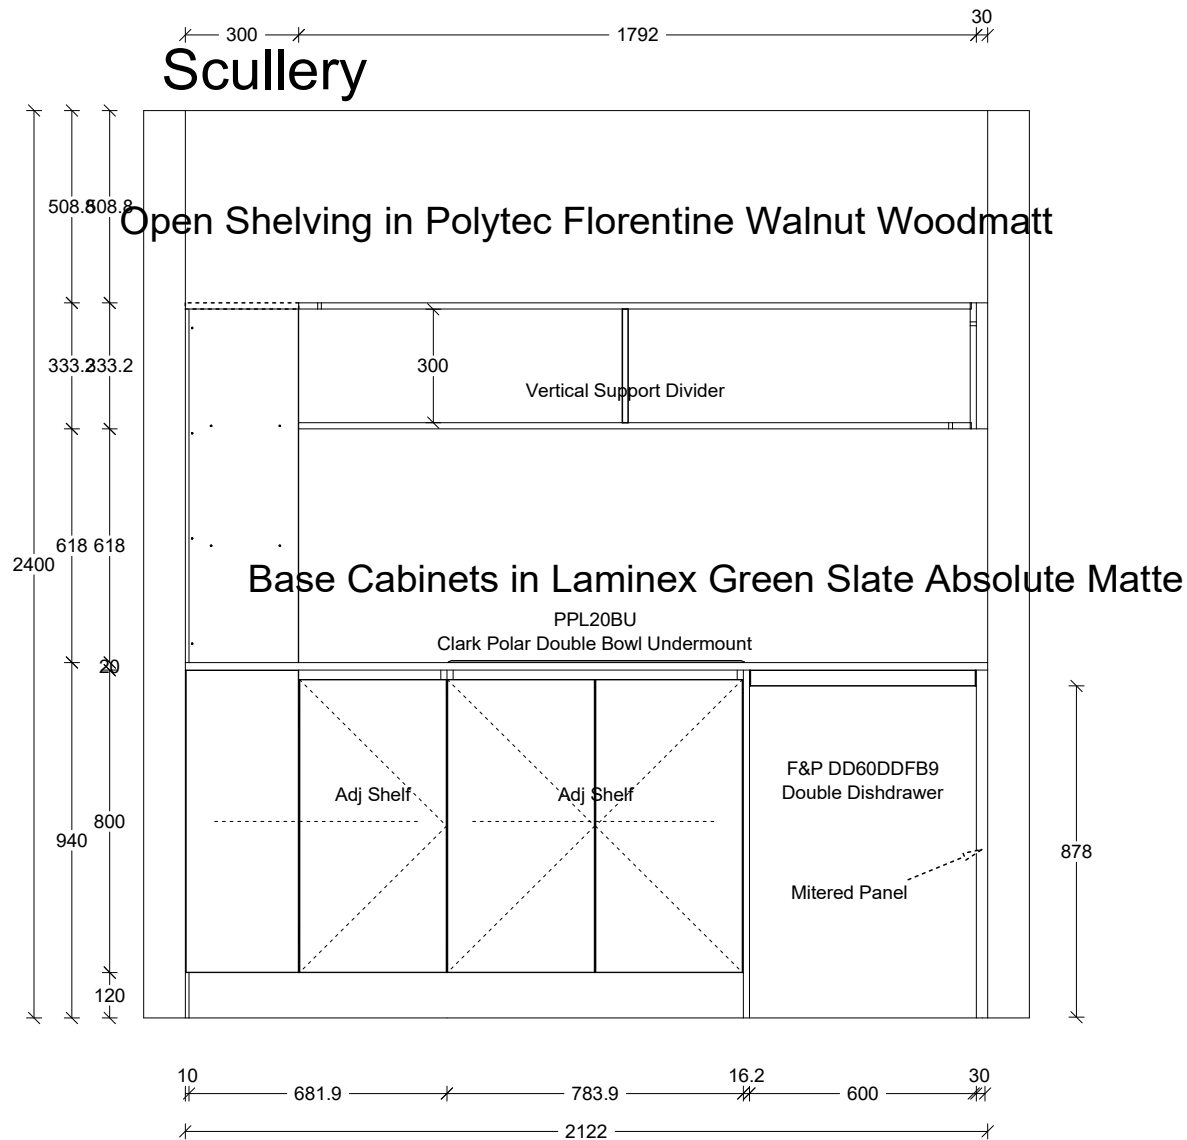 30
300
1792
Scullery
508.8
508.8
Open Shelving in Polytec Florentine Walnut Woodmatt
333.2
333.2
300
Vertical Support Divider
618
618
2400
Base Cabinets in Laminex Green Slate Absolute Matte
PPL20BU
Clark Polar Double Bowl Undermount
20
F&P DD60DDFB9
Double Dishdrawer
Adj Shelf
Adj Shelf
800
940
878
Mitered Panel
120
10
16.2
30
681.9
783.9
600
2122